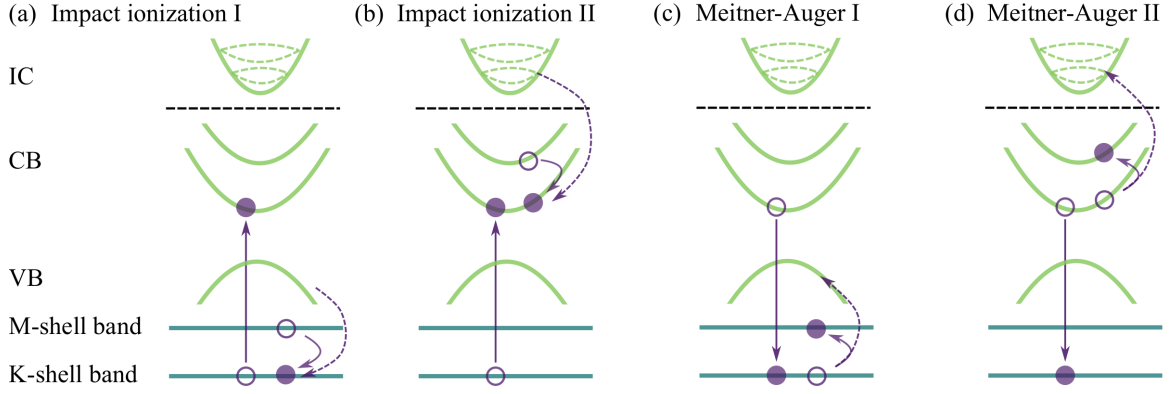 (a) Impact ionization I
(b) Impact ionization II
(c) Meitner-Auger I
(d) Meitner-Auger II
IC
CB
VB
M-shell band
K-shell band